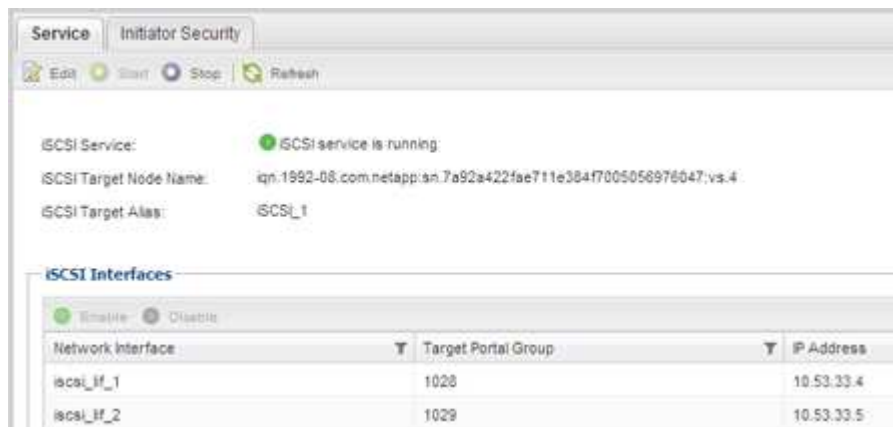 Service Initiator Security
Edit Start Stop Refresh
iSCSI Service: iSCSI service is running
iSCSI Target Node Name: iqn.1992-08.com.netapp:sn.7a92a422fae711e384f7005056976047:vs.4
iSCSI Target Alias: iSCSI_1
iSCSI Interfaces
Enable Disable
Network Interface Target Portal Group IP Address
iscsi_lif_1 1028 10.53.33.4
iscsi_lif_2 1029 10.53.33.5